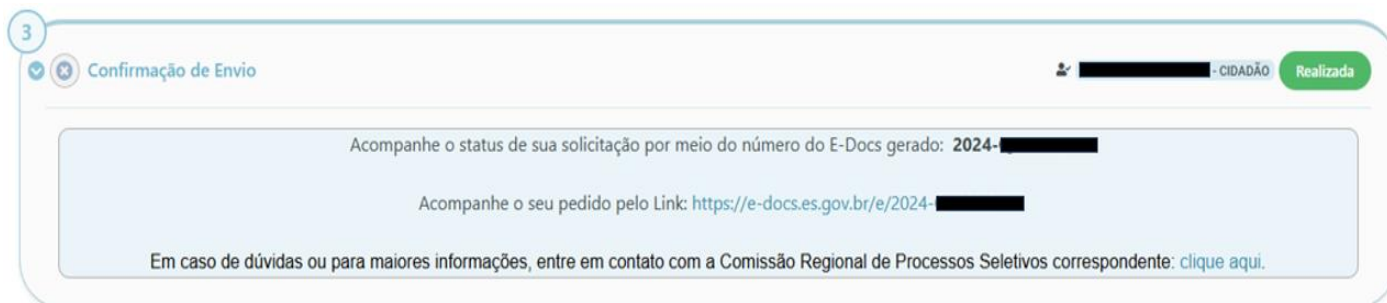 3
Confirmação de Envio
- CIDADÃO
Realizada
Acompanhe o status de sua solicitação por meio do número do E-Docs gerado: 2024-
Acompanhe o seu pedido pelo Link: https://e-docs.es.gov.br/e/2024-
Em caso de dúvidas ou para maiores informações, entre em contato com a Comissão Regional de Processos Seletivos correspondente: clique aqui.